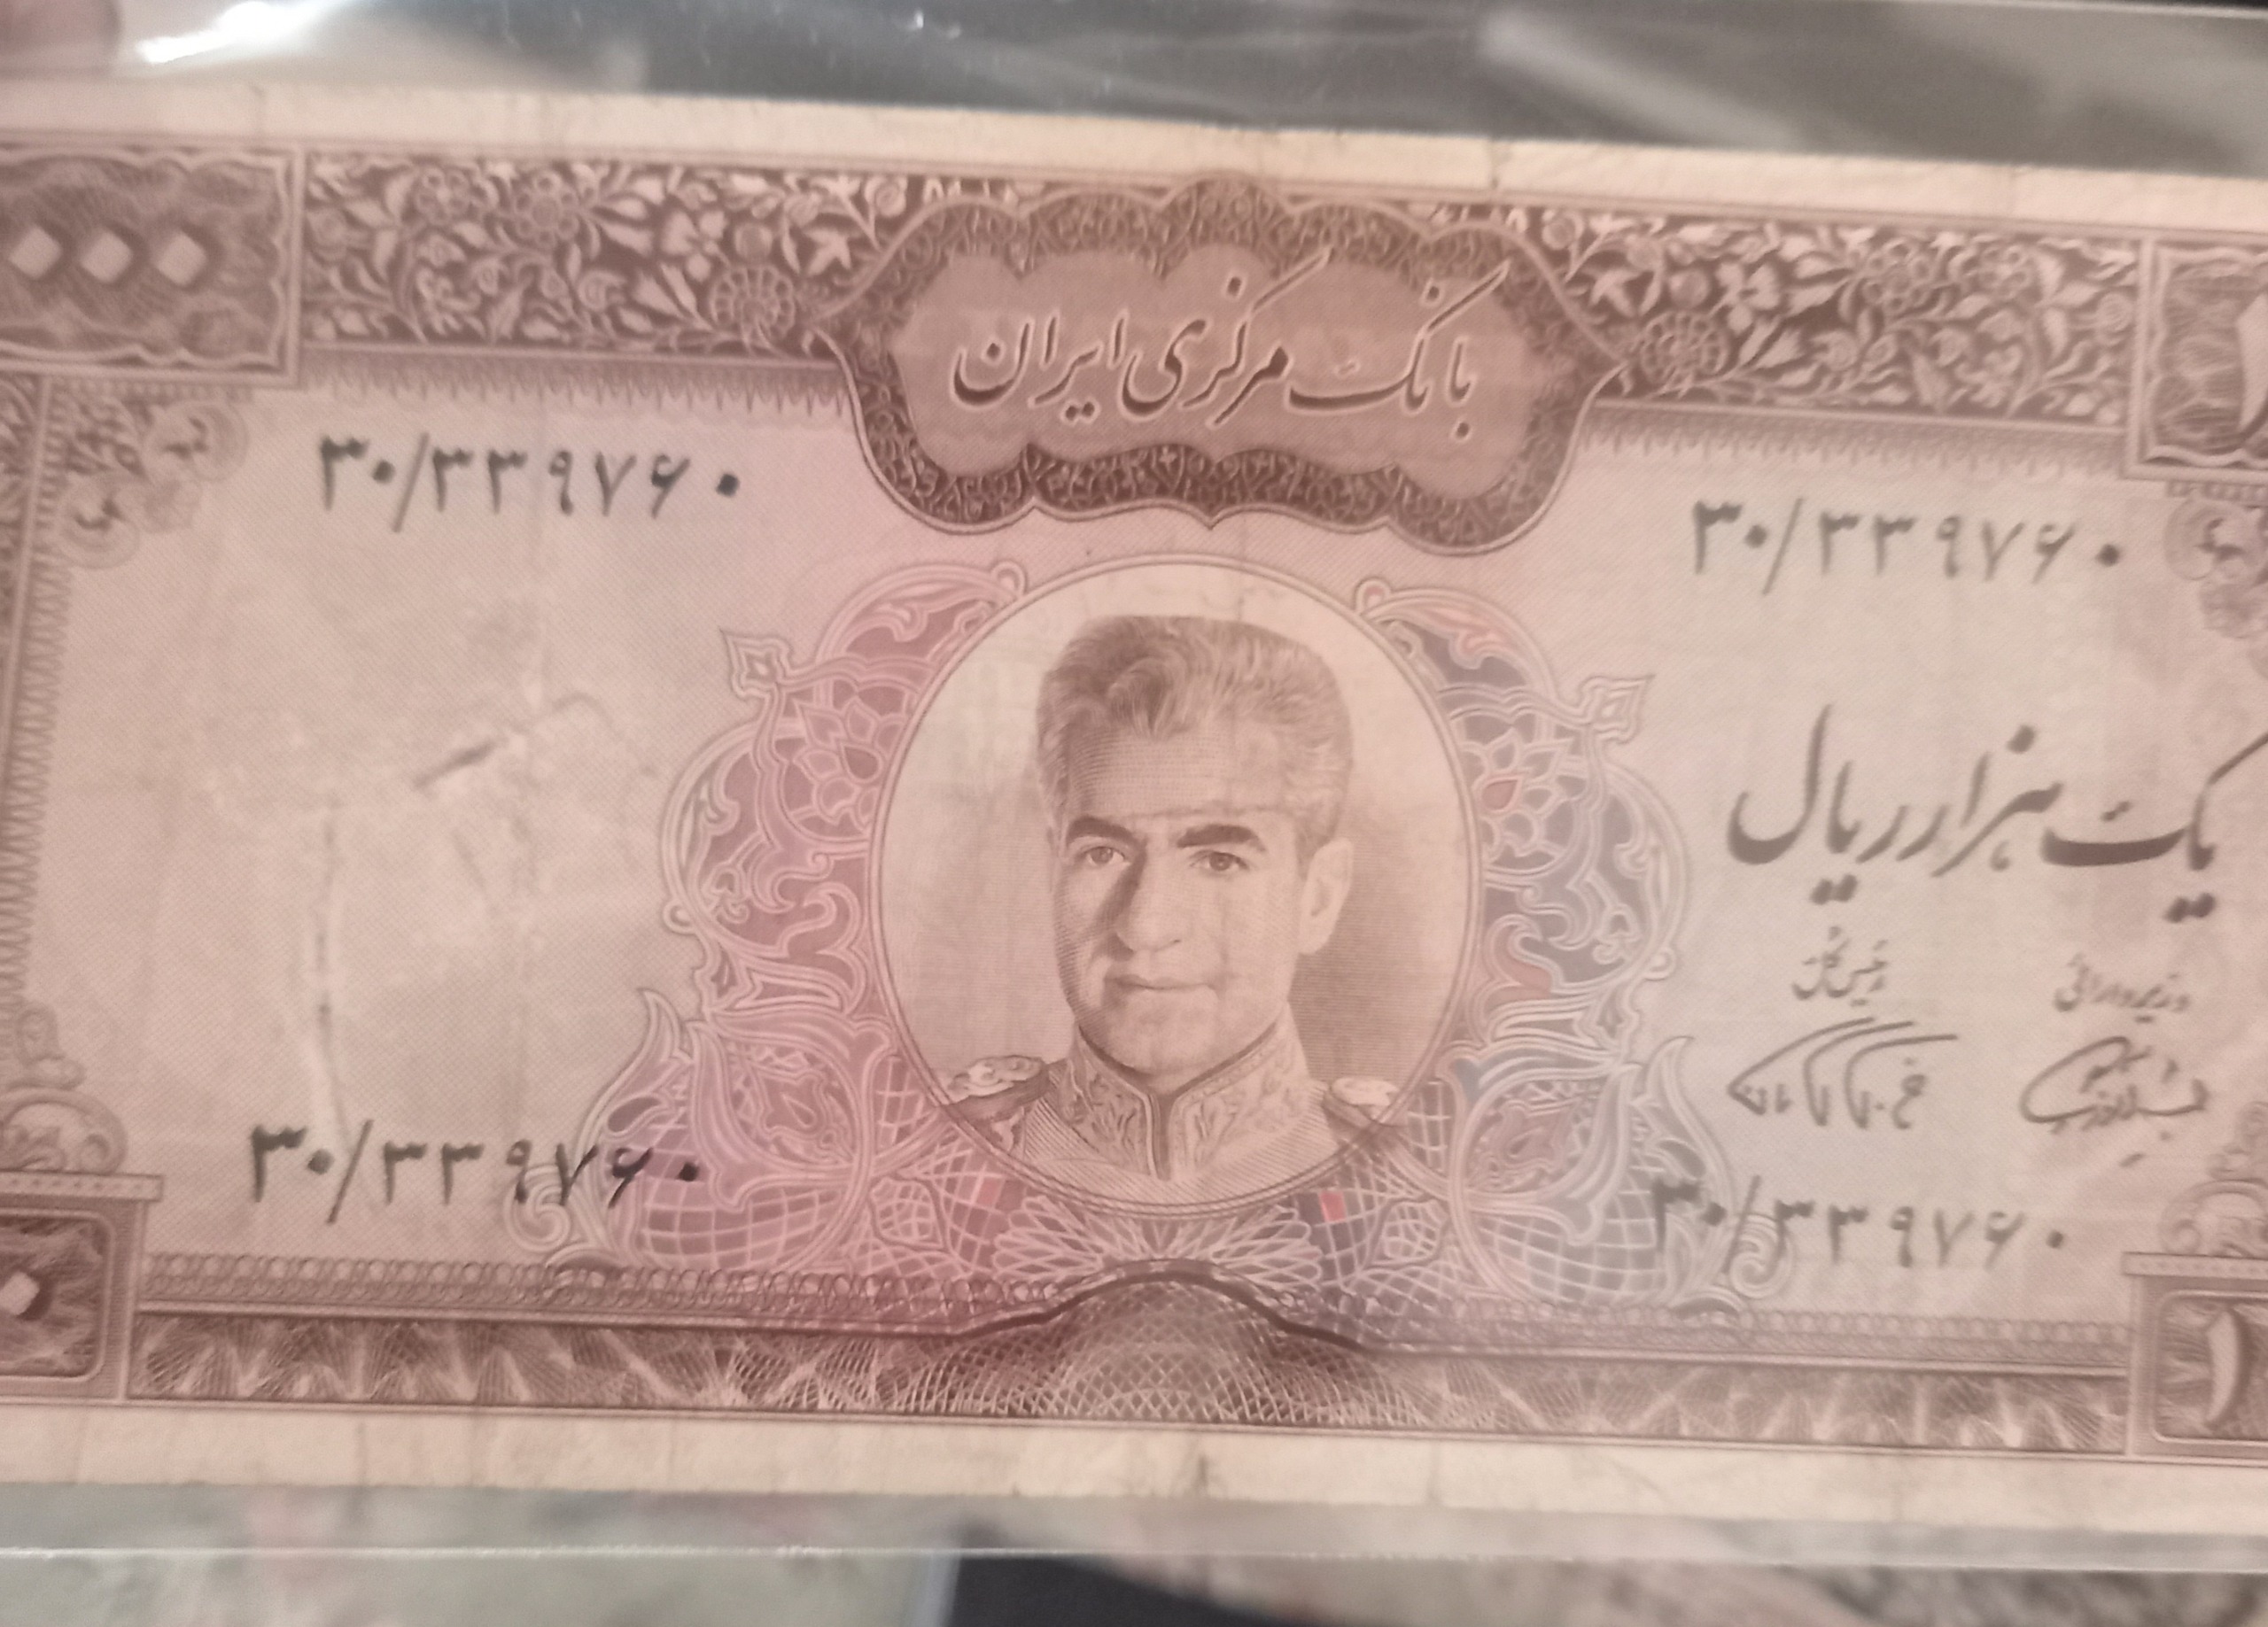 بانک مرکزی ایران
۳۰/۳۳۹۷۶۰
۳۰/۳۳۹۷۶۰
یک هزار ریال
وزیر دارائی
رئیس کل
۳۰/۳۳۹۷۶۰
۳۰/۳۳۹۷۶۰